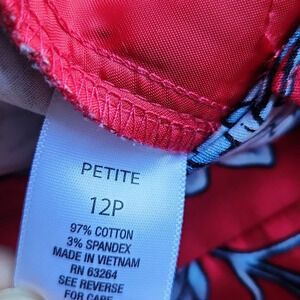 PETITE
12P
97% COTTON
3% SPANDEX
MADE IN VIETNAM
RN 63264
SEE REVERSE
FOR CARE